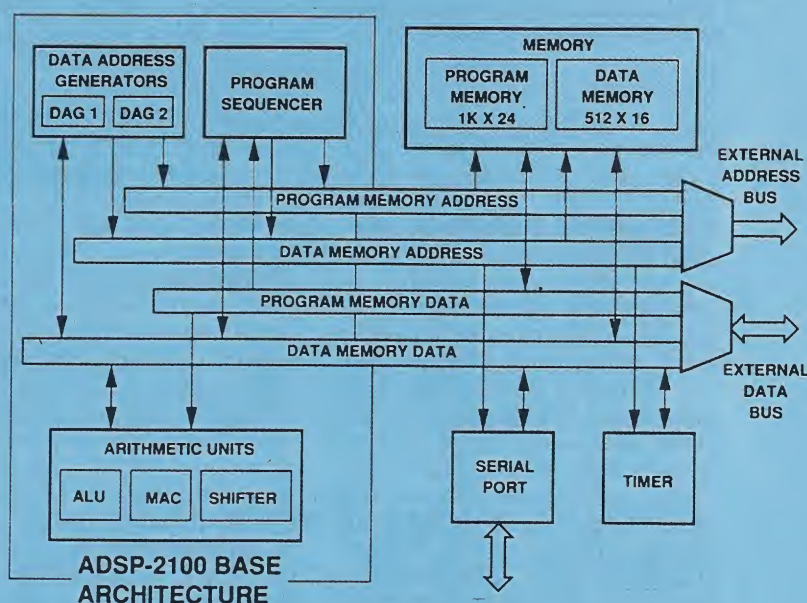 DATA ADDRESS
GENERATORS
DAG 1
DAG 2
PROGRAM
SEQUENCER
MEMORY
PROGRAM
MEMORY
1K X 24
DATA
MEMORY
512 X 16
EXTERNAL
ADDRESS
BUS
PROGRAM MEMORY ADDRESS
DATA MEMORY ADDRESS
PROGRAM MEMORY DATA
DATA MEMORY DATA
EXTERNAL
DATA
BUS
ARITHMETIC UNITS
ALU
MAC
SHIFTER
SERIAL
PORT
TIMER
ADSP-2100 BASE
ARCHITECTURE